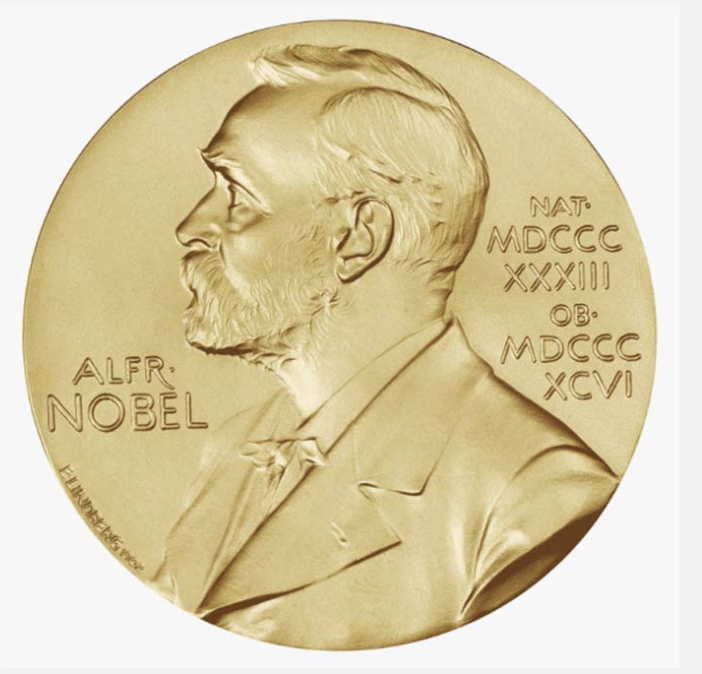 ALFR·
NOBEL
NAT·
MDCCC
XXXIII
OB·
MDCCC
XCVI